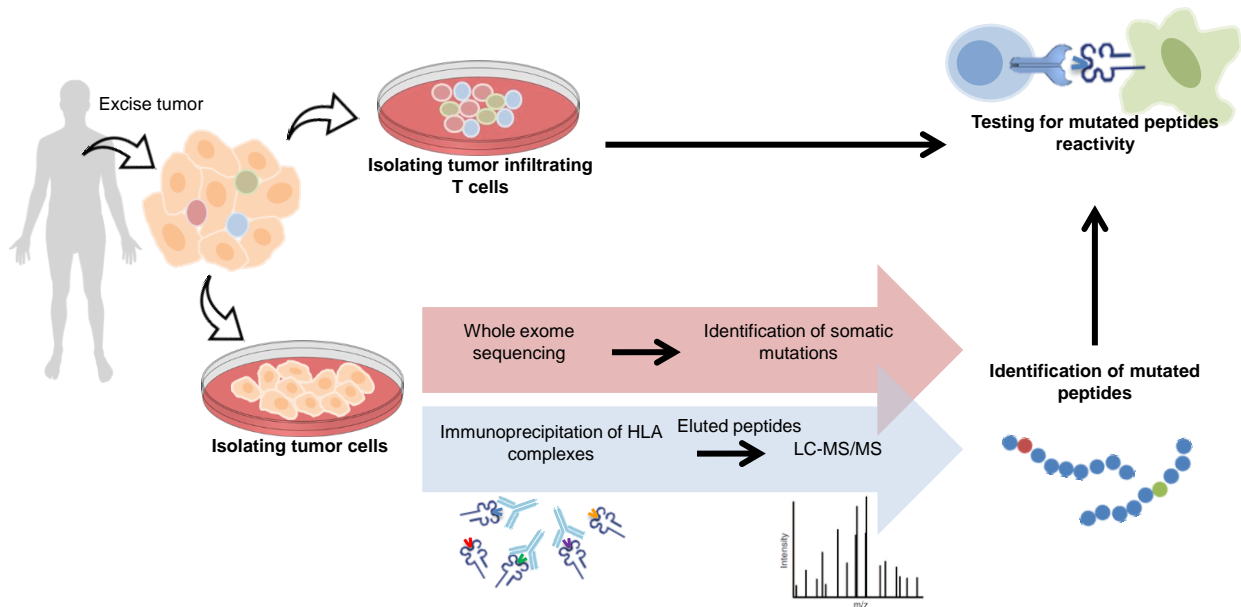 Excise tumor
Isolating tumor infiltrating
T cells
Testing for mutated peptides
reactivity
Whole exome
sequencing
Identification of somatic
mutations
Identification of mutated
peptides
Isolating tumor cells
Immunoprecipitation of HLA
complexes
Eluted peptides
LC-MS/MS
Intensity
m/z